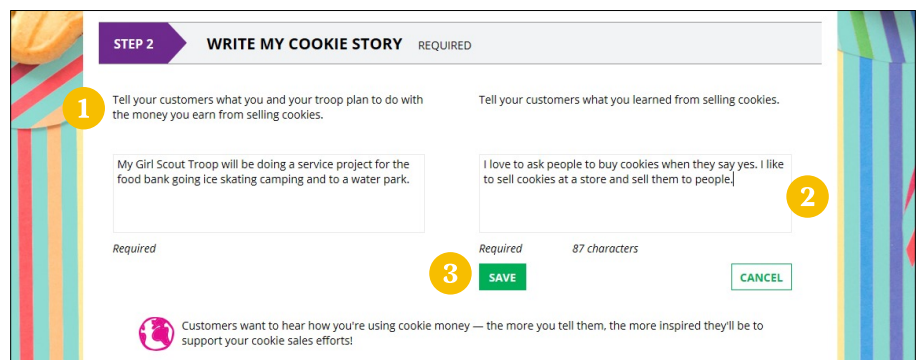 STEP 2 WRITE MY COOKIE STORY REQUIRED
1
Tell your customers what you and your troop plan to do with
the money you earn from selling cookies.
Tell your customers what you learned from selling cookies.
My Girl Scout Troop will be doing a service project for the
food bank going ice skating camping and to a water park.
I love to ask people to buy cookies when they say yes. I like
to sell cookies at a store and sell them to people.
2
Required
Required 87 characters
3
SAVE
CANCEL
Customers want to hear how you're using cookie money — the more you tell them, the more inspired they'll be to
support your cookie sales efforts!